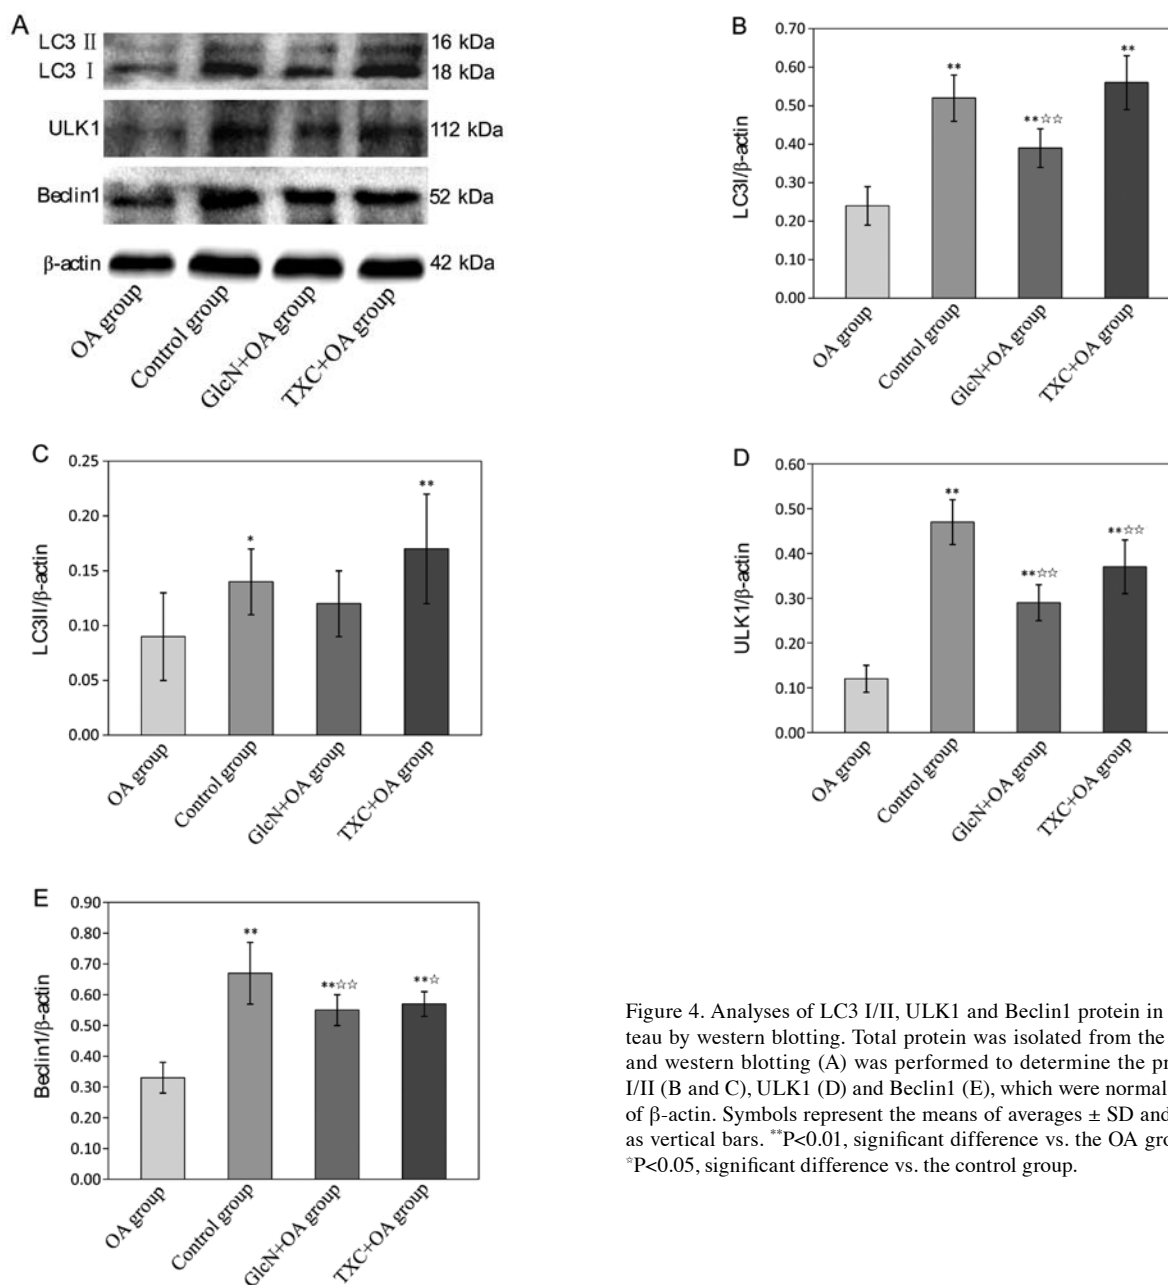 A
LC3 II 16 kDa
LC3 I 18 kDa
ULK1 112 kDa
Beclin1 52 kDa
β-actin 42 kDa
OA group
Control group
GlcN+OA group
TXC+OA group
B
LC3I/β-actin
0.70
0.60
0.50
0.40
0.30
0.20
0.10
0.00
**
**☆☆
**
OA group
Control group
GlcN+OA group
TXC+OA group
C
LC3II/β-actin
0.25
0.20
0.15
0.10
0.05
0.00
*
**
OA group
Control group
GlcN+OA group
TXC+OA group
D
ULK1/β-actin
0.60
0.50
0.40
0.30
0.20
0.10
0.00
**
**☆☆
**☆☆
OA group
Control group
GlcN+OA group
TXC+OA group
E
Beclin1/β-actin
0.90
0.80
0.70
0.60
0.50
0.40
0.30
0.20
0.10
0.00
**
**☆☆
**☆
OA group
Control group
GlcN+OA group
TXC+OA group
Figure 4. Analyses of LC3 I/II, ULK1 and Beclin1 protein in
teau by western blotting. Total protein was isolated from the
and western blotting (A) was performed to determine the pr
I/II (B and C), ULK1 (D) and Beclin1 (E), which were normal
of β-actin. Symbols represent the means of averages ± SD and
as vertical bars. **P<0.01, significant difference vs. the OA gro
☆P<0.05, significant difference vs. the control group.